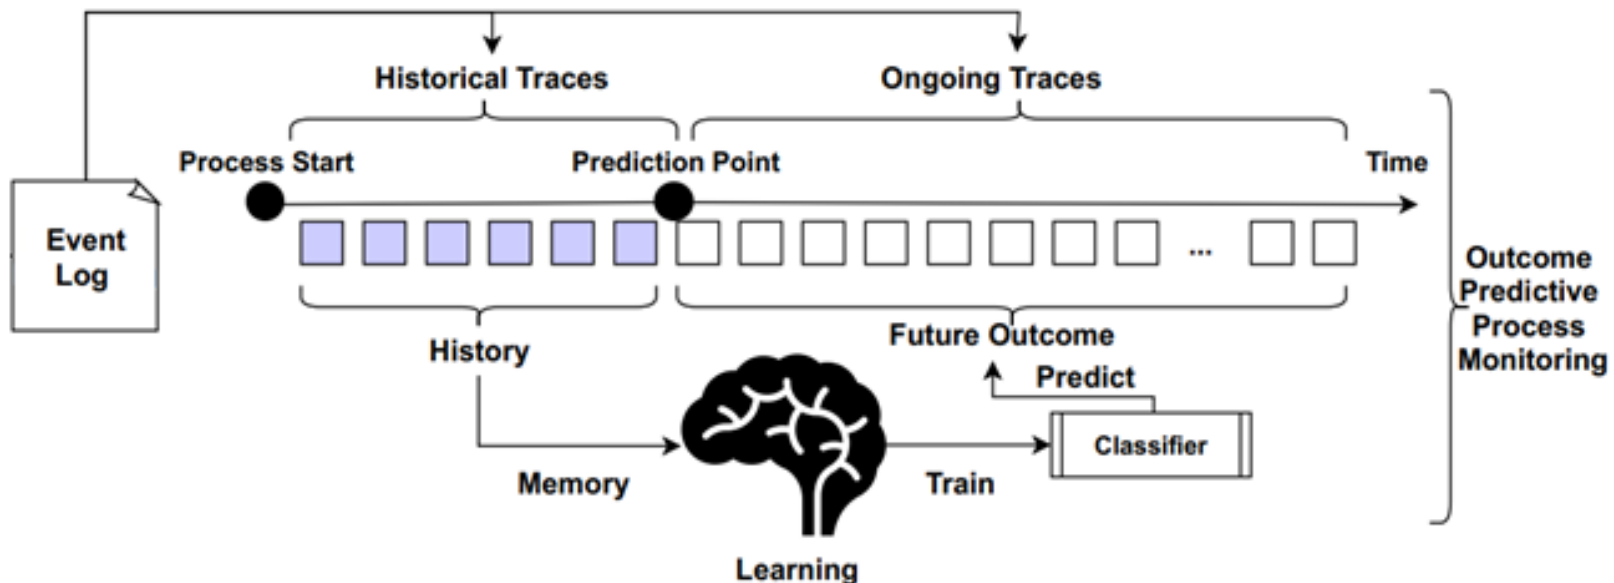 Historical Traces
Ongoing Traces
Process Start
Prediction Point
Time
Event
Log
...
Outcome
Predictive
Process
Monitoring
History
Future Outcome
Predict
Classifier
Memory
Train
Learning